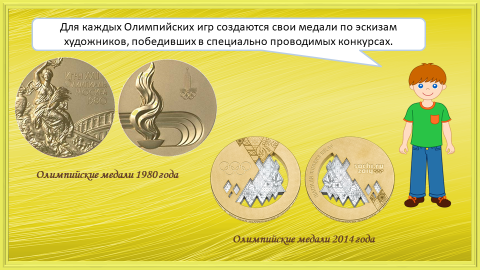 Для каждых Олимпийских игр создаются свои медали по эскизам
художников, победивших в специально проводимых конкурсах.
Олимпийские медали 1980 года
Олимпийские медали 2014 года